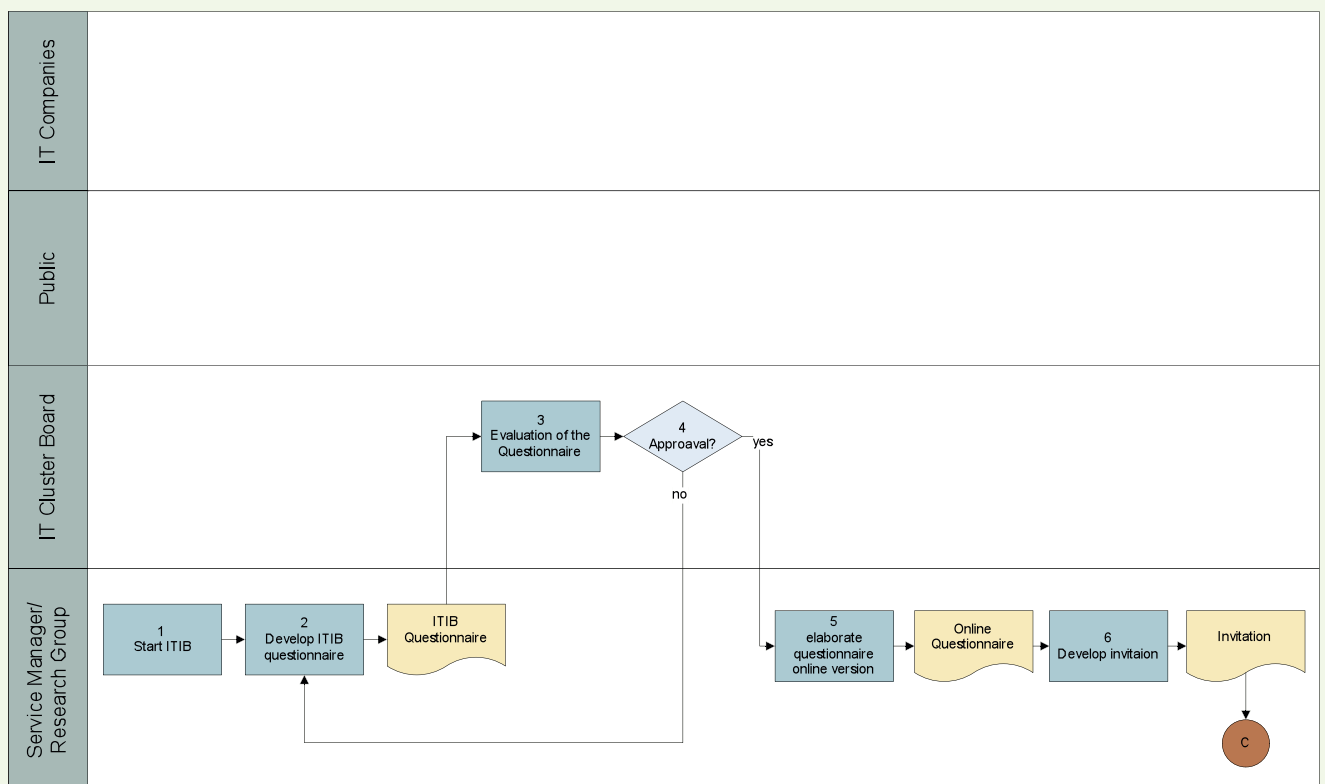 IT Companies
Public
IT Cluster Board
3
Evaluation of the
Questionnaire
4
Approaval?
yes
no
Service Manager/
Research Group
1
Start ITIB
2
Develop ITIB
questionnaire
ITIB
Questionnaire
5
elaborate
questionnaire
online version
Online
Questionnaire
6
Develop invitaion
Invitation
C